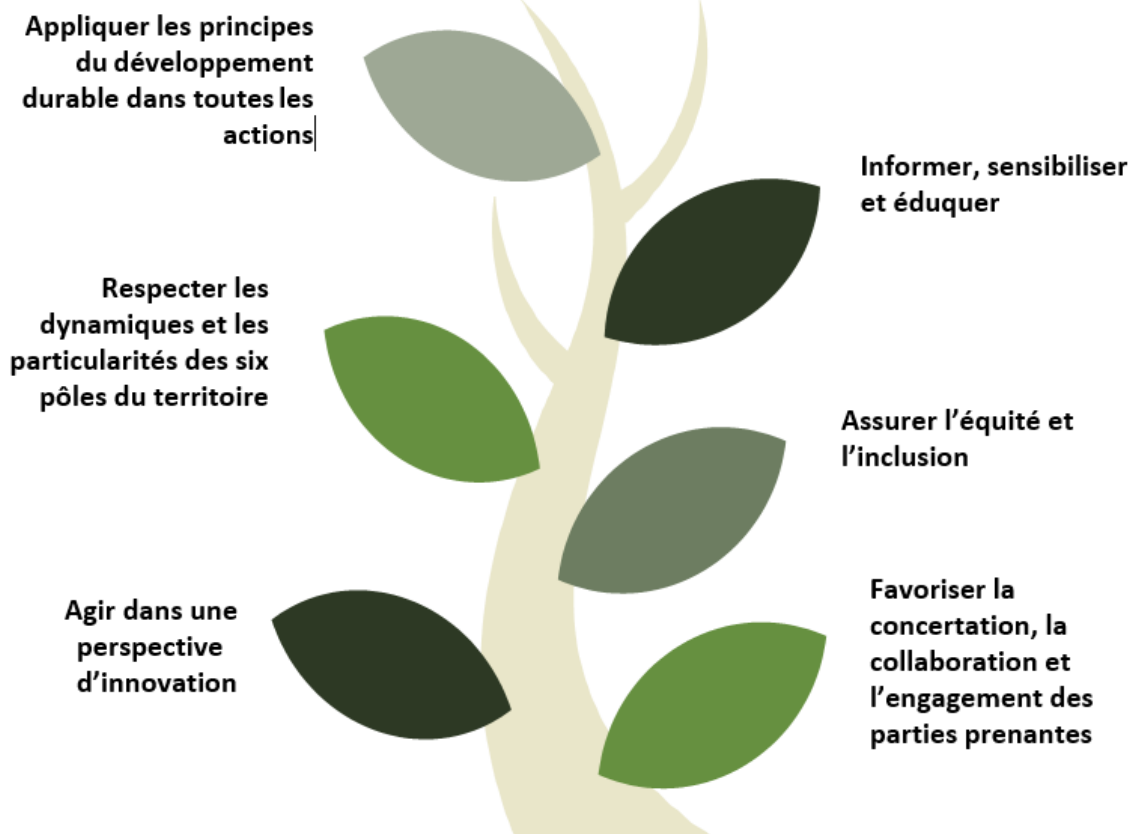 Appliquer les principes
du développement
durable dans toutes les
actions
Informer, sensibiliser
et éduquer
Respecter les
dynamiques et les
particularités des six
pôles du territoire
Assurer l’équité et
l’inclusion
Agir dans une
perspective
d’innovation
Favoriser la
concertation, la
collaboration et
l’engagement des
parties prenantes